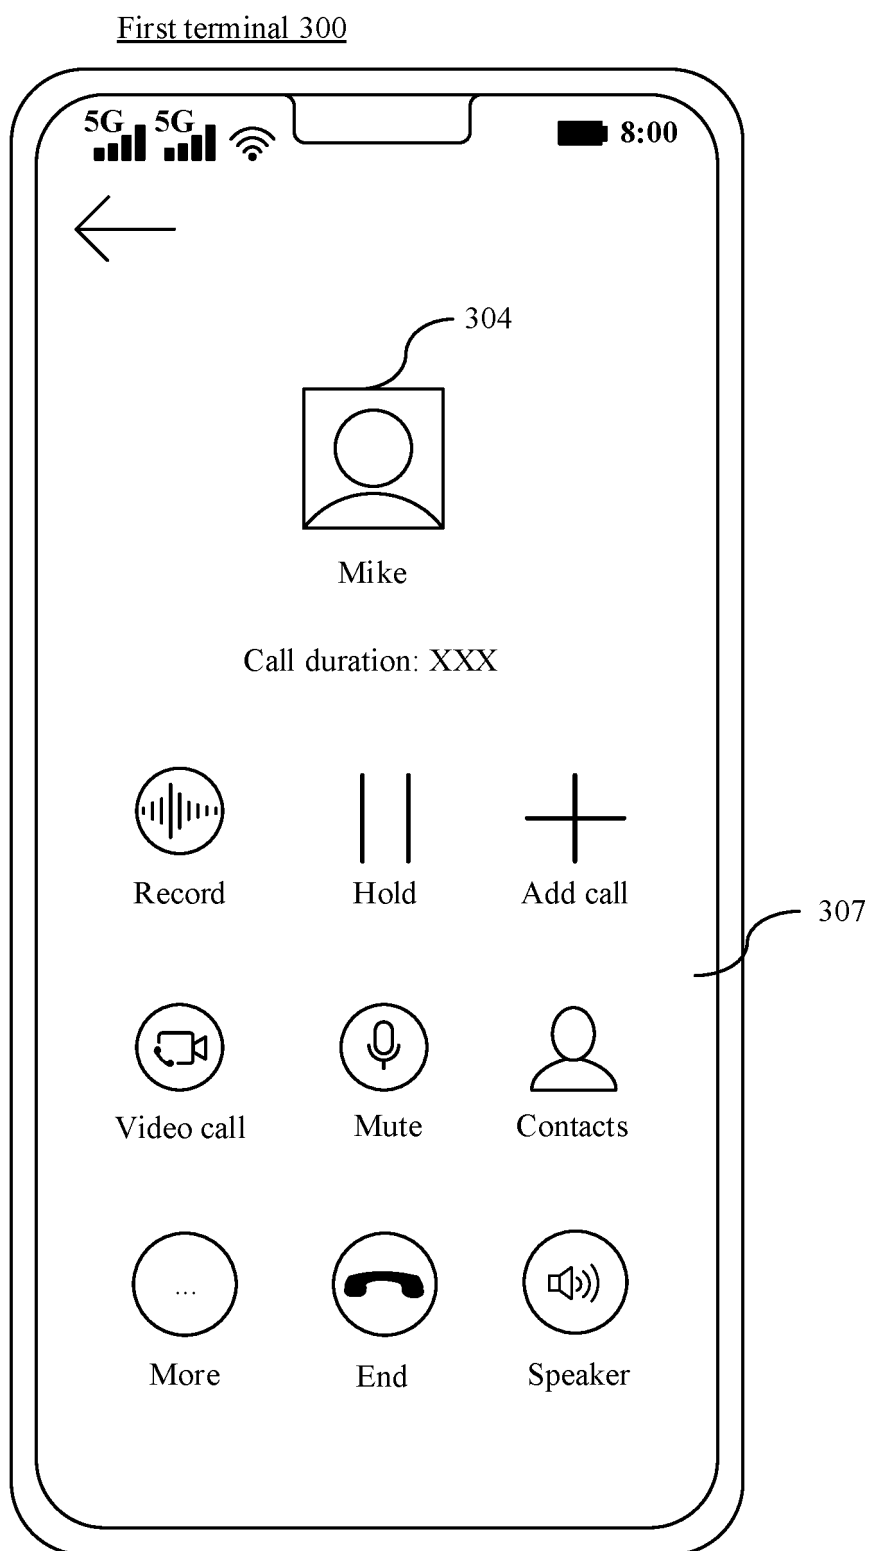 First terminal 300
5G 5G 8:00
304
Mike
Call duration: XXX
Record Hold Add call
307
Video call Mute Contacts
...
More End Speaker